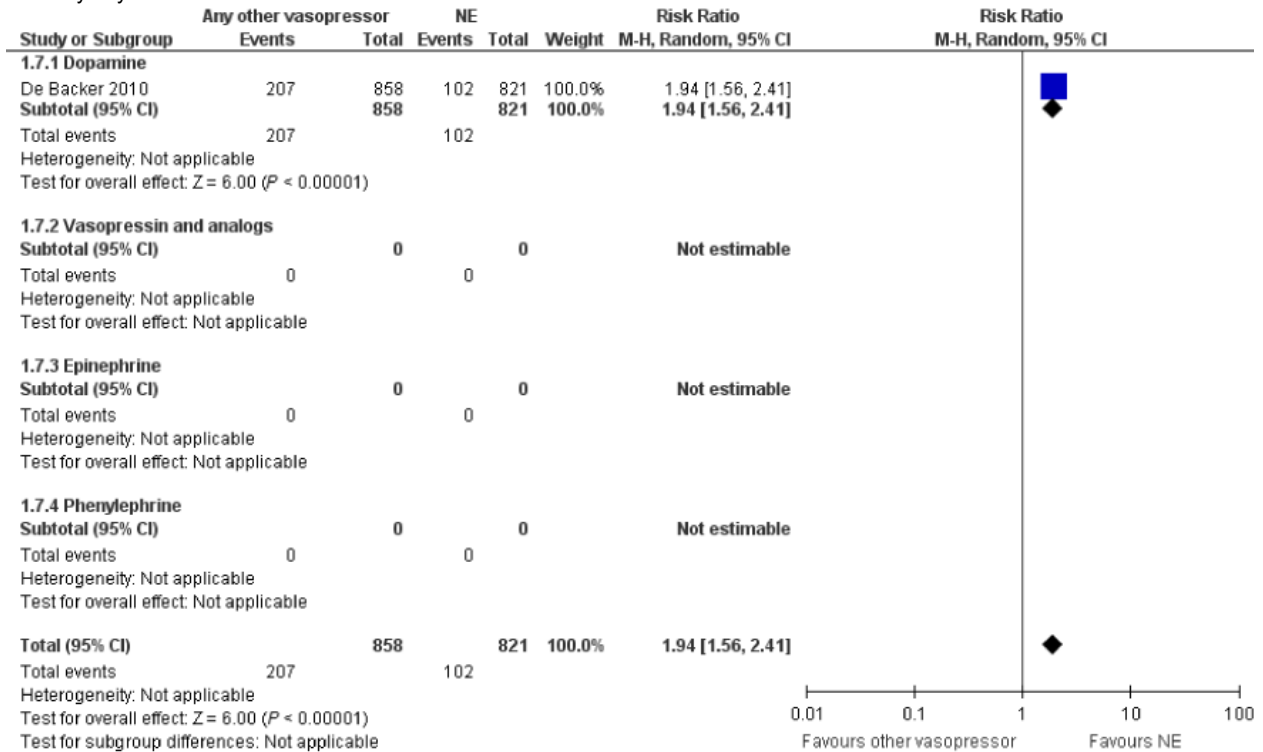 Any other vasopressor NE Risk Ratio Risk Ratio
Study or Subgroup Events Total Events Total Weight M-H, Random, 95% CI M-H, Random, 95% CI
1.7.1 Dopamine
De Backer 2010 207 858 102 821 100.0% 1.94 [1.56, 2.41]
Subtotal (95% CI) 858 821 100.0% 1.94 [1.56, 2.41]
Total events 207 102
Heterogeneity: Not applicable
Test for overall effect: Z = 6.00 (P < 0.00001)
1.7.2 Vasopressin and analogs
Subtotal (95% CI) 0 0 Not estimable
Total events 0 0
Heterogeneity: Not applicable
Test for overall effect: Not applicable
1.7.3 Epinephrine
Subtotal (95% CI) 0 0 Not estimable
Total events 0 0
Heterogeneity: Not applicable
Test for overall effect: Not applicable
1.7.4 Phenylephrine
Subtotal (95% CI) 0 0 Not estimable
Total events 0 0
Heterogeneity: Not applicable
Test for overall effect: Not applicable
Total (95% CI) 858 821 100.0% 1.94 [1.56, 2.41]
Total events 207 102
Heterogeneity: Not applicable
Test for overall effect: Z = 6.00 (P < 0.00001)
Test for subgroup differences: Not applicable
0.01 0.1 1 10 100
Favours other vasopressor Favours NE